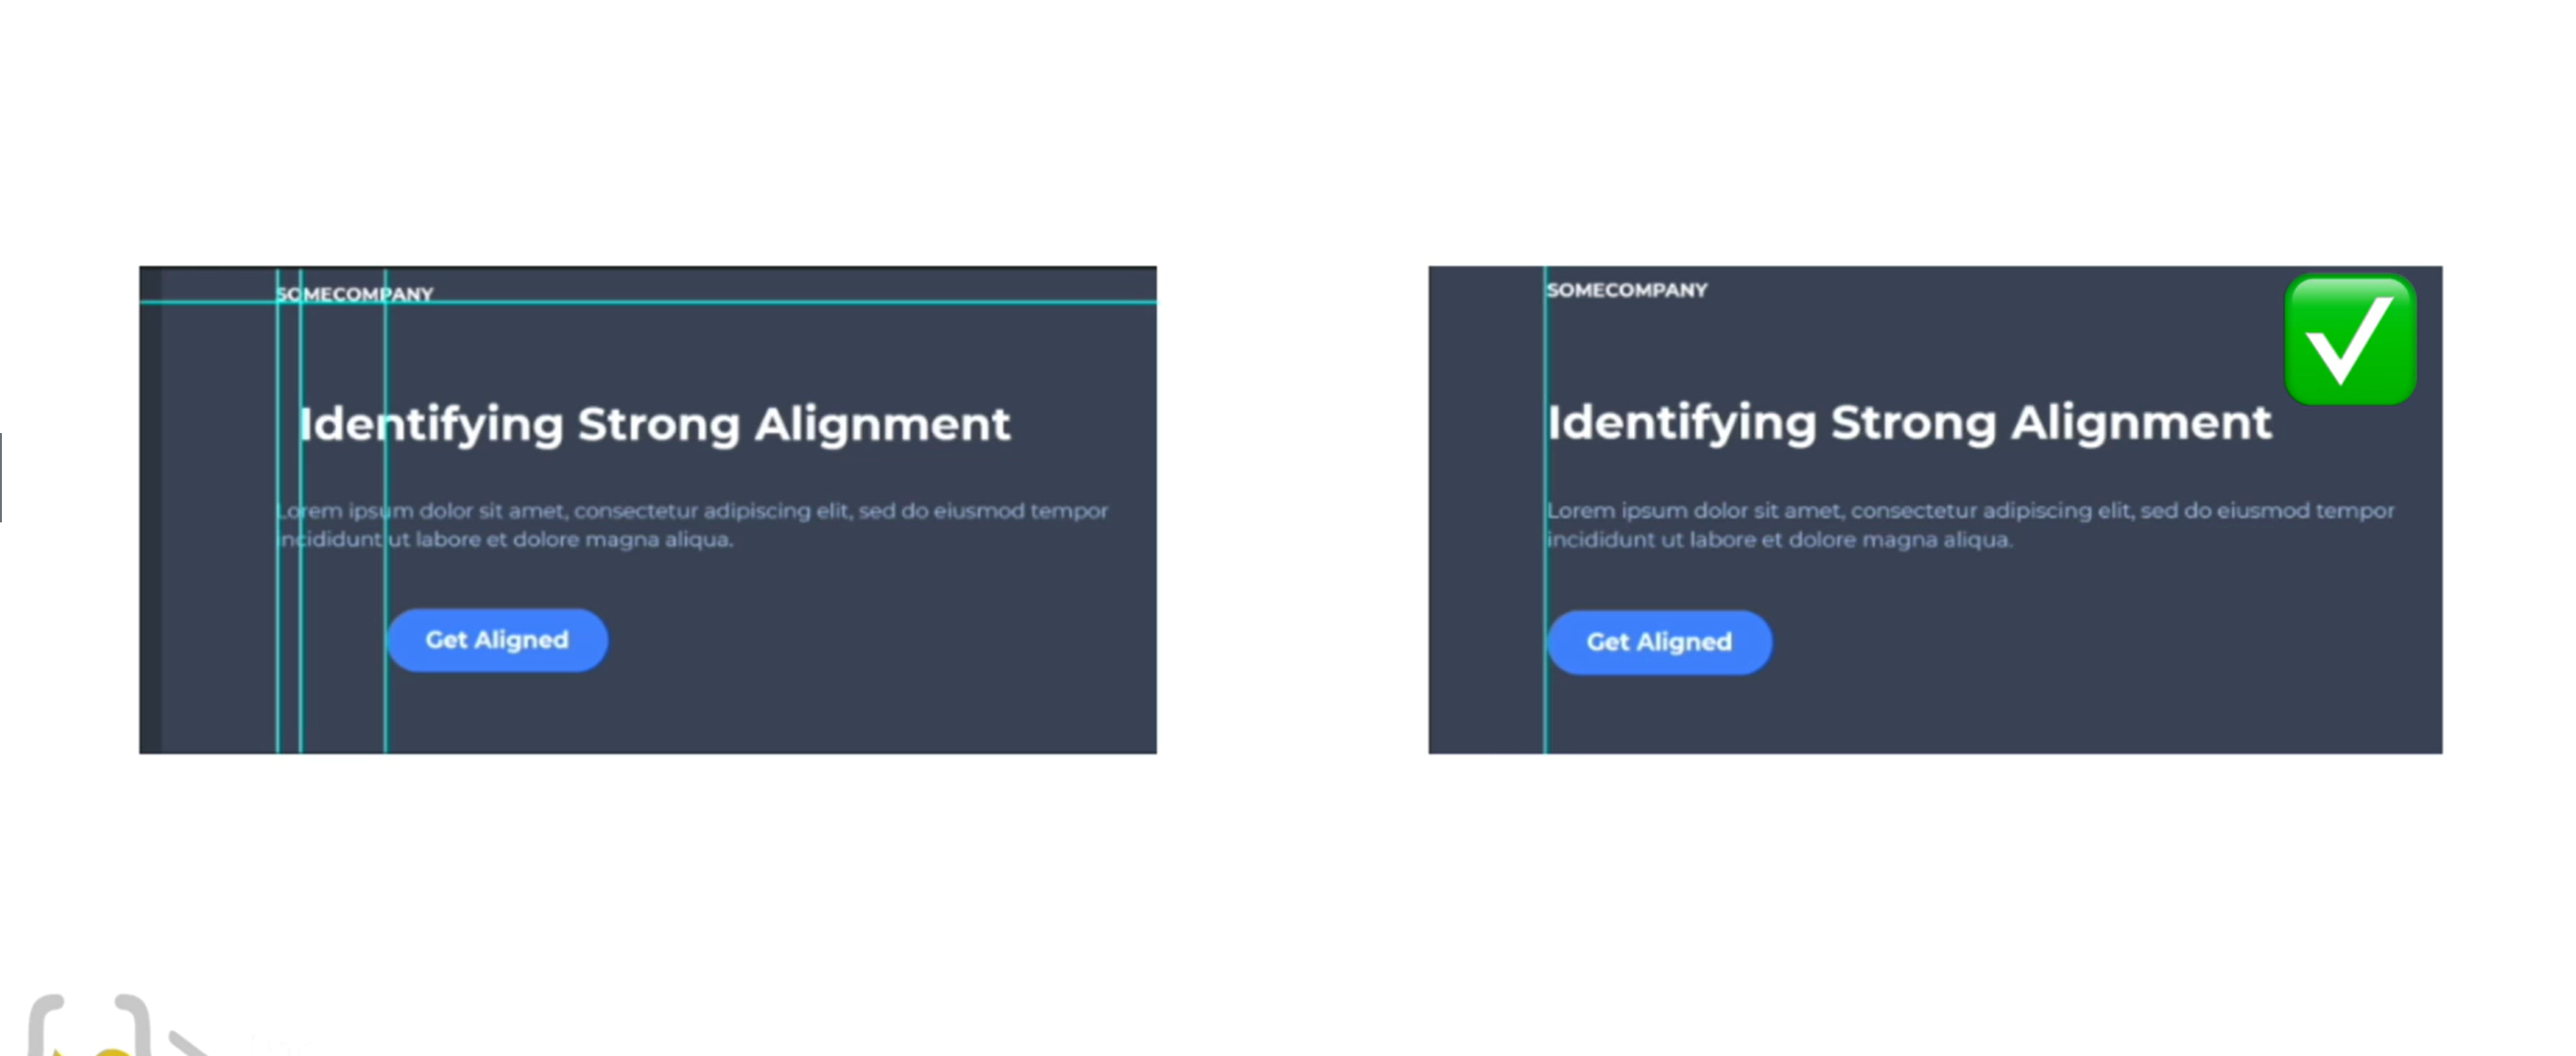 SOMECOMPANY
Identifying Strong Alignment
Lorem ipsum dolor sit amet, consectetur adipiscing elit, sed do eiusmod tempor
incididunt ut labore et dolore magna aliqua.
Get Aligned
SOMECOMPANY
Identifying Strong Alignment
Lorem ipsum dolor sit amet, consectetur adipiscing elit, sed do eiusmod tempor
incididunt ut labore et dolore magna aliqua.
Get Aligned